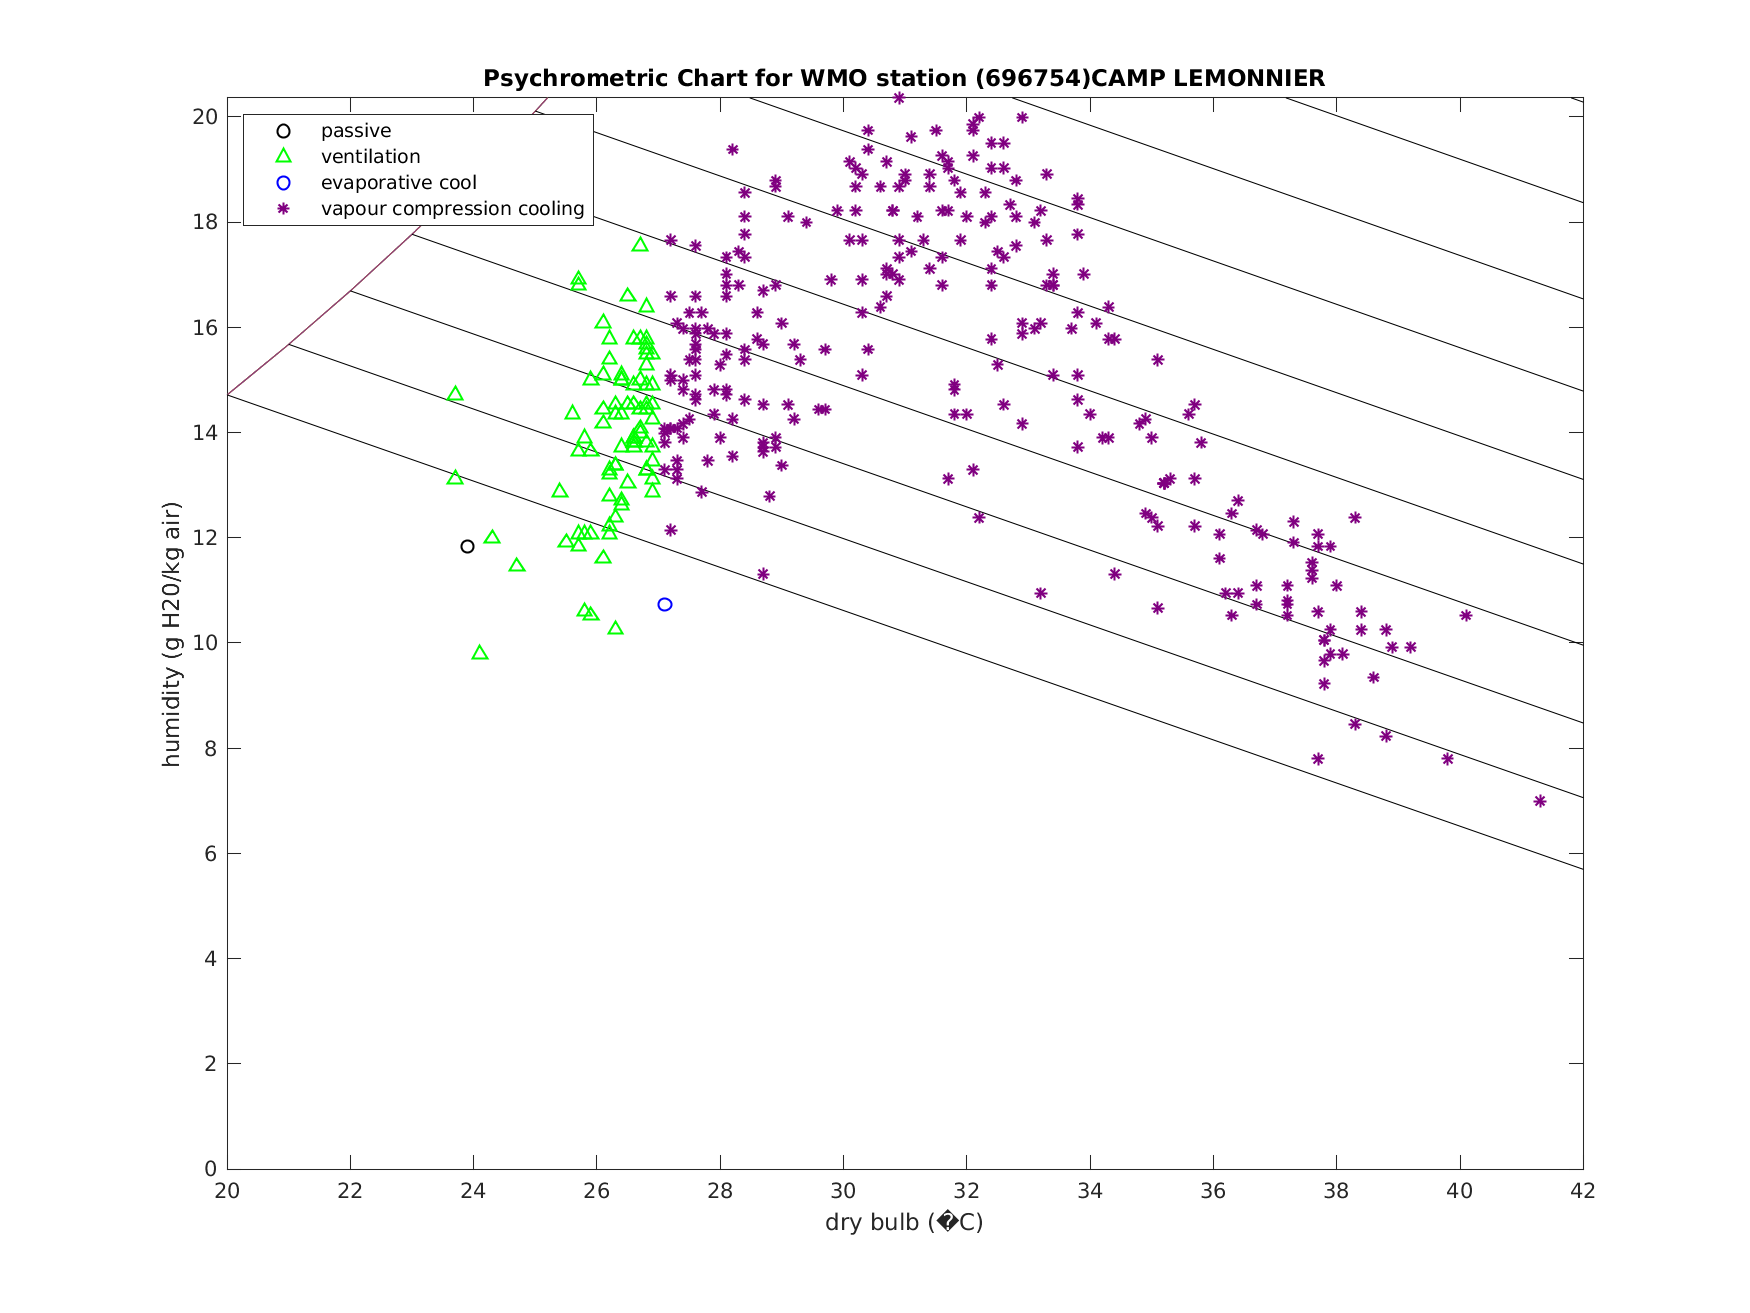 Psychrometric Chart for WMO station (696754)CAMP LEMONNIER
20
passive
ventilation
evaporative cool
vapour compression cooling
18
16
14
12
10
8
6
4
2
0
humidity (g H20/kg air)
20 22 24 26 28 30 32 34 36 38 40 42
dry bulb (�C)